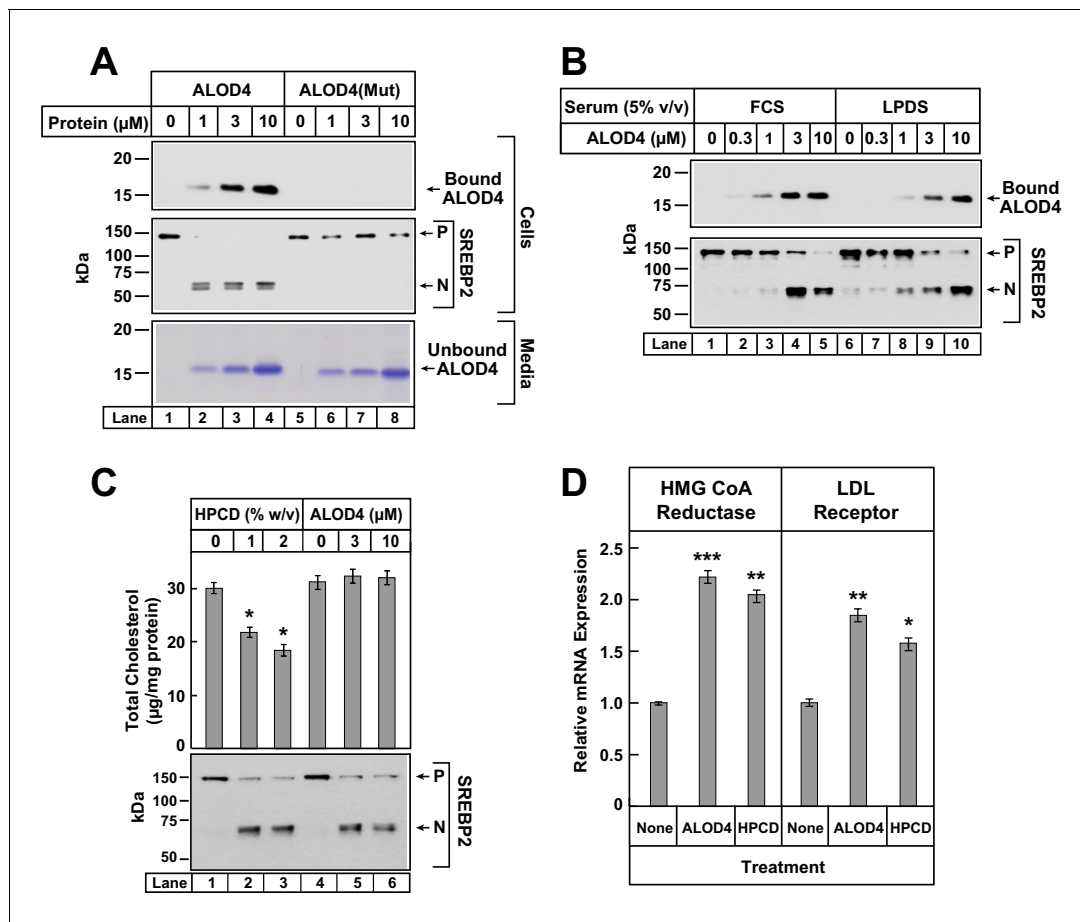 A
ALOD4 ALOD4(Mut)
Protein (µM) 0 1 3 10 0 1 3 10
20
15
Bound
ALOD4
150
100
75
50
kDa
P
N
SREBP2
Cells
20
15
Unbound
ALOD4
Media
Lane 1 2 3 4 5 6 7 8
B
Serum (5% v/v) FCS LPDS
ALOD4 (µM) 0 0.3 1 3 10 0 0.3 1 3 10
20
15
Bound
ALOD4
kDa
150
100
75
50
P
N
SREBP2
Lane 1 2 3 4 5 6 7 8 9 10
C
HPCD (% w/v) ALOD4 (µM)
0 1 2 0 3 10
Total Cholesterol
(µg/mg protein)
30
20
10
0
* *
150
100
75
50
kDa
P
N
SREBP2
Lane 1 2 3 4 5 6
D
HMG CoA
Reductase
LDL
Receptor
Relative mRNA Expression
2.5
2.0
1.5
1.0
0.5
0
*** ** ** *
None ALOD4 HPCD None ALOD4 HPCD
Treatment